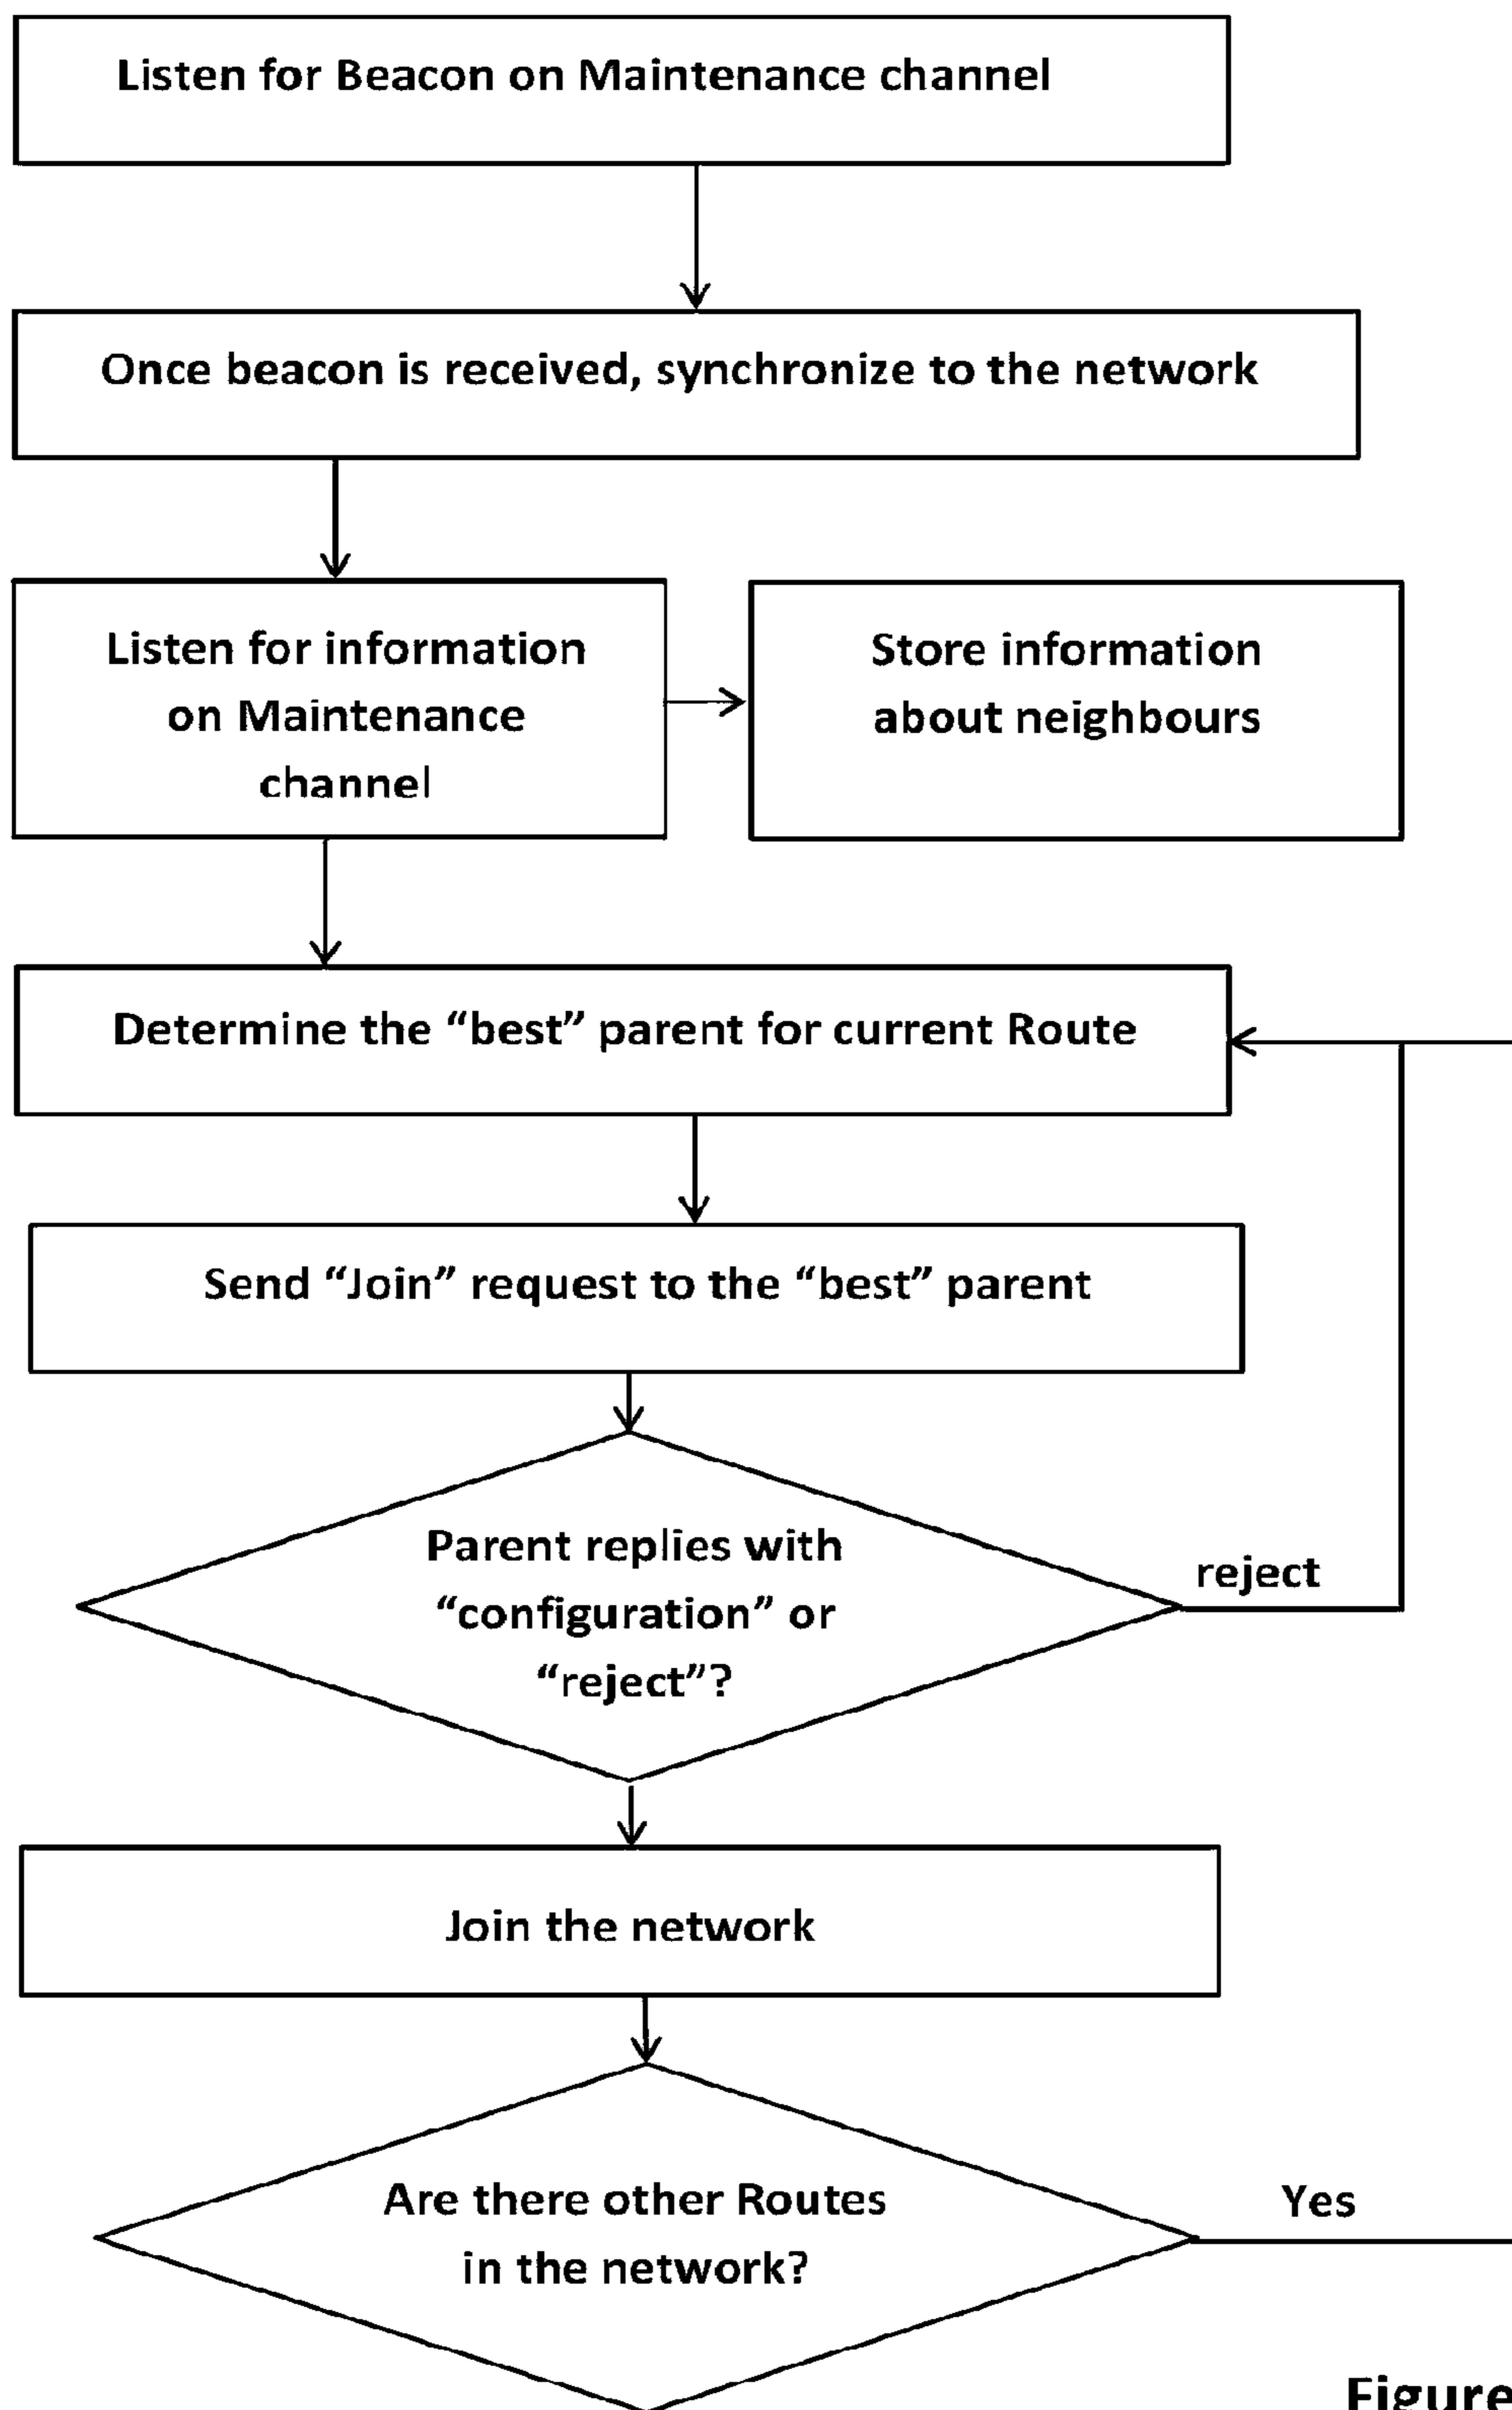 Listen for Beacon on Maintenance channel
Once beacon is received, synchronize to the network
Listen for information
on Maintenance
channel
Store information
about neighbours
Determine the “best” parent for current Route
Send “Join” request to the “best” parent
Parent replies with
“configuration” or
“reject”?
reject
Join the network
Are there other Routes
in the network?
Yes
Figure